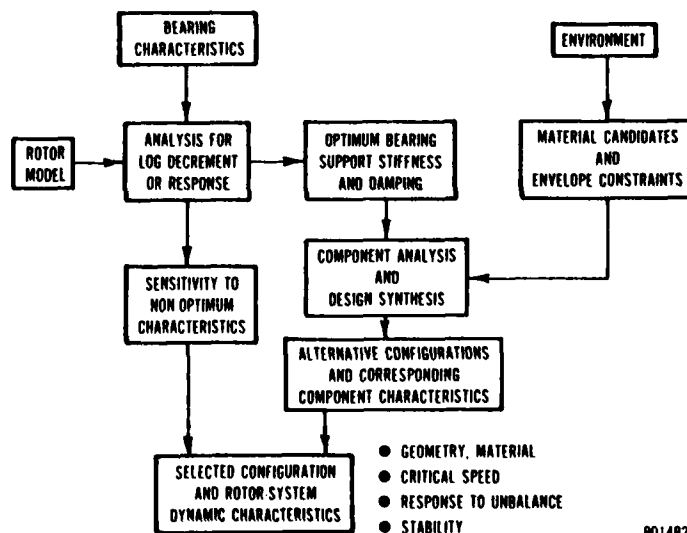 BEARING
CHARACTERISTICS
ENVIRONMENT
ROTOR
MODEL
ANALYSIS FOR
LOG DECREMENT
OR RESPONSE
OPTIMUM BEARING
SUPPORT STIFFNESS
AND DAMPING
MATERIAL CANDIDATES
AND
ENVELOPE CONSTRAINTS
SENSITIVITY TO
NON OPTIMUM
CHARACTERISTICS
COMPONENT ANALYSIS
AND
DESIGN SYNTHESIS
ALTERNATIVE CONFIGURATIONS
AND CORRESPONDING
COMPONENT CHARACTERISTICS
SELECTED CONFIGURATION
AND ROTOR-SYSTEM
DYNAMIC CHARACTERISTICS
● GEOMETRY, MATERIAL
● CRITICAL SPEED
● RESPONSE TO UNBALANCE
● STABILITY